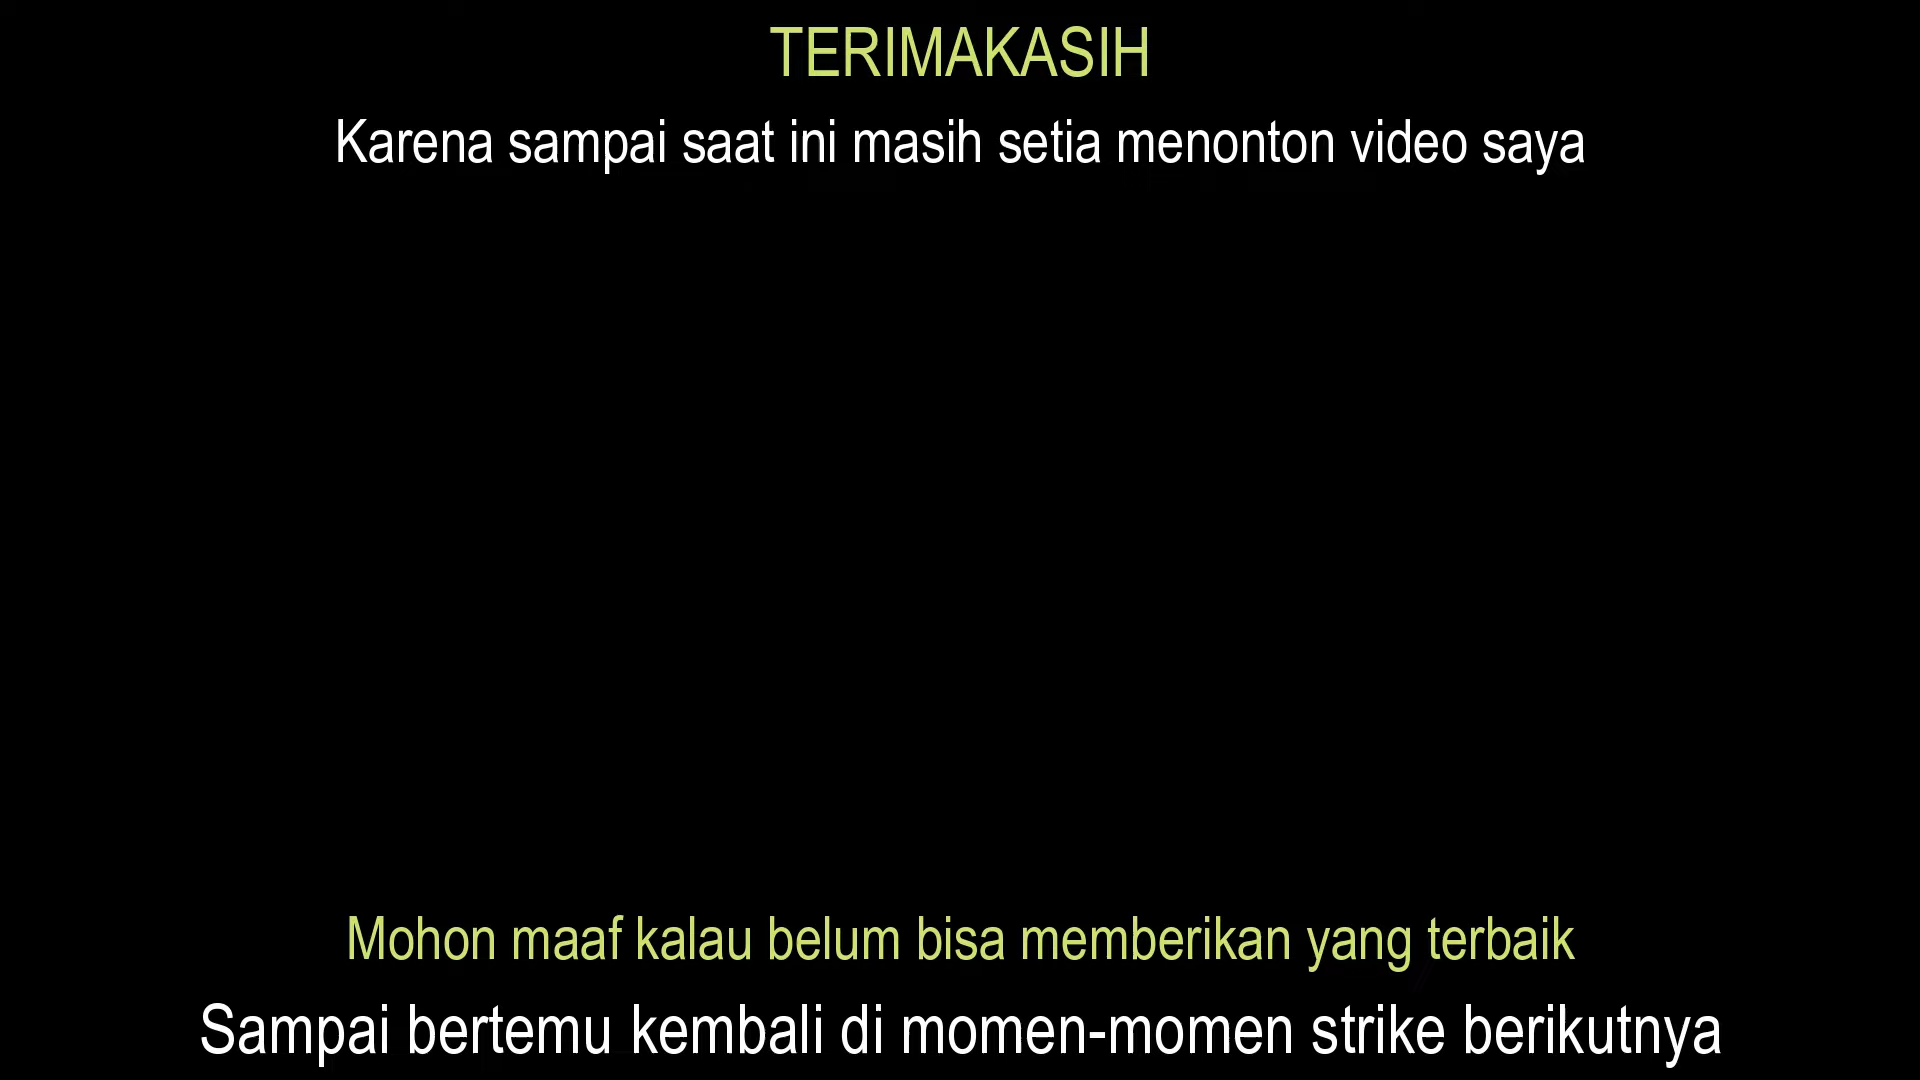 TERIMAKASIH
Karena sampai saat ini masih setia menonton video saya
Mohon maaf kalau belum bisa memberikan yang terbaik
Sampai bertemu kembali di momen-momen strike berikutnya